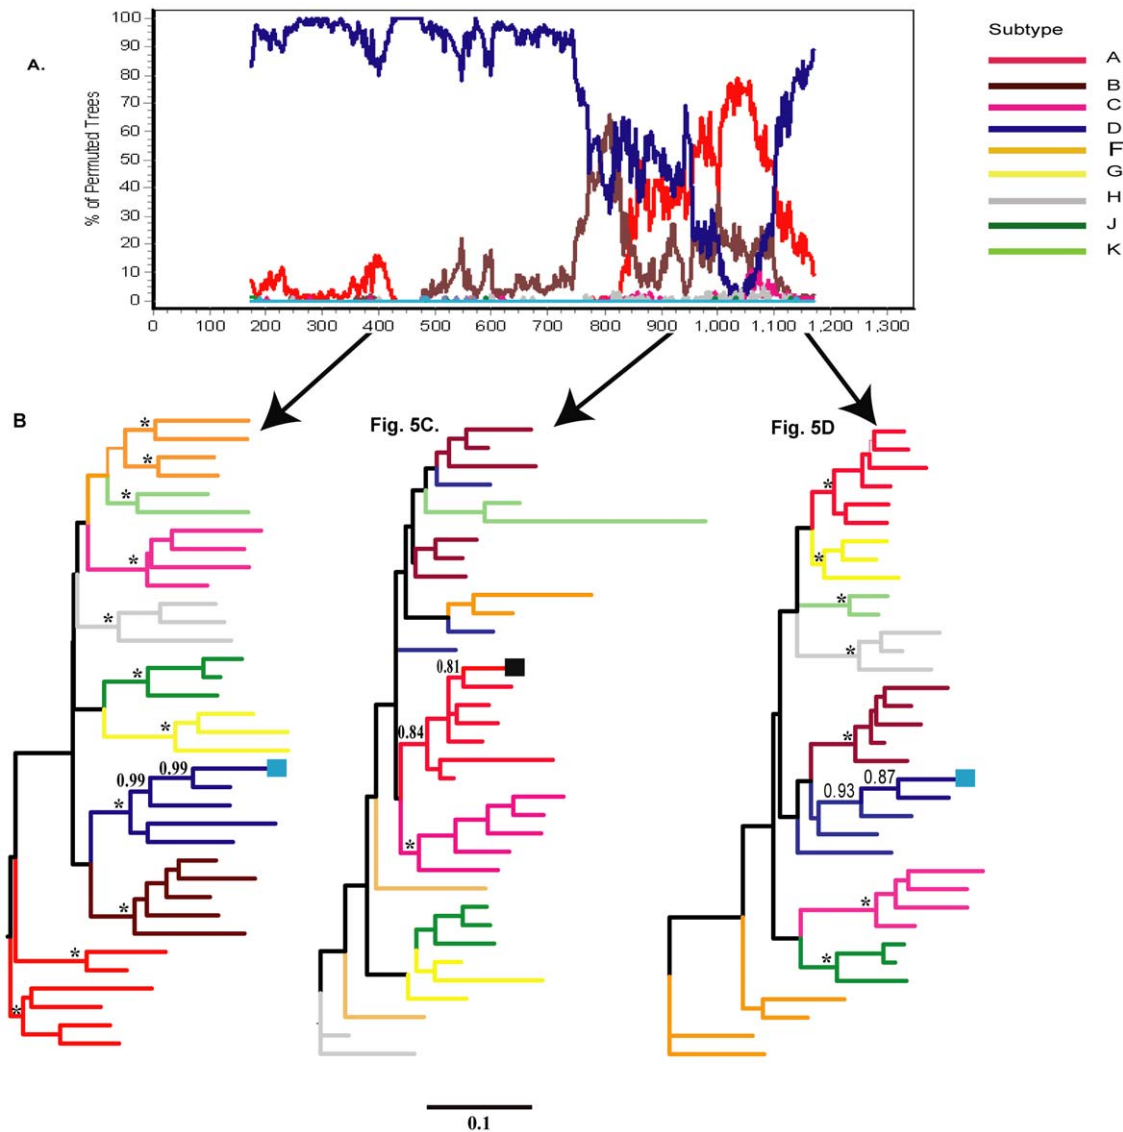 A.
% of Permuted Trees
100
90
80
70
60
50
40
30
20
10
0
0 100 200 300 400 500 600 700 800 900 1,000 1,100 1,200 1,300
Subtype
A
B
C
D
F
G
H
J
K
B
Fig. 5C.
Fig. 5D
*
*
*
*
*
*
*
0.99 0.99
*
*
*
*
0.81
0.84
*
*
*
*
*
*
0.87
0.93
*
*
0.1